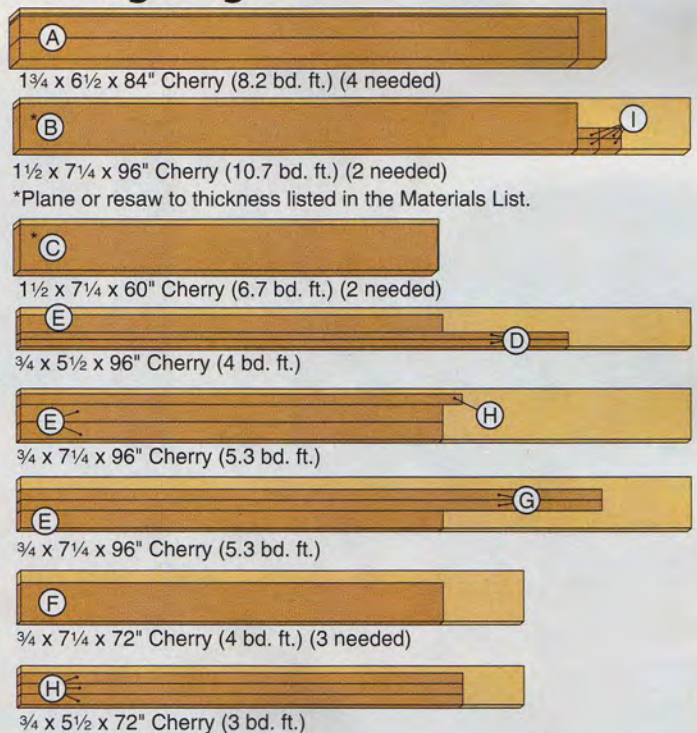 A
1¾ x 6½ x 84" Cherry (8.2 bd. ft.) (4 needed)
*B I
1½ x 7¼ x 96" Cherry (10.7 bd. ft.) (2 needed)
*Plane or resaw to thickness listed in the Materials List.
*C
1½ x 7¼ x 60" Cherry (6.7 bd. ft.) (2 needed)
E
D
¾ x 5½ x 96" Cherry (4 bd. ft.)
E H
¾ x 7¼ x 96" Cherry (5.3 bd. ft.)
G
E
¾ x 7¼ x 96" Cherry (5.3 bd. ft.)
F
¾ x 7¼ x 72" Cherry (4 bd. ft.) (3 needed)
H
¾ x 5½ x 72" Cherry (3 bd. ft.)